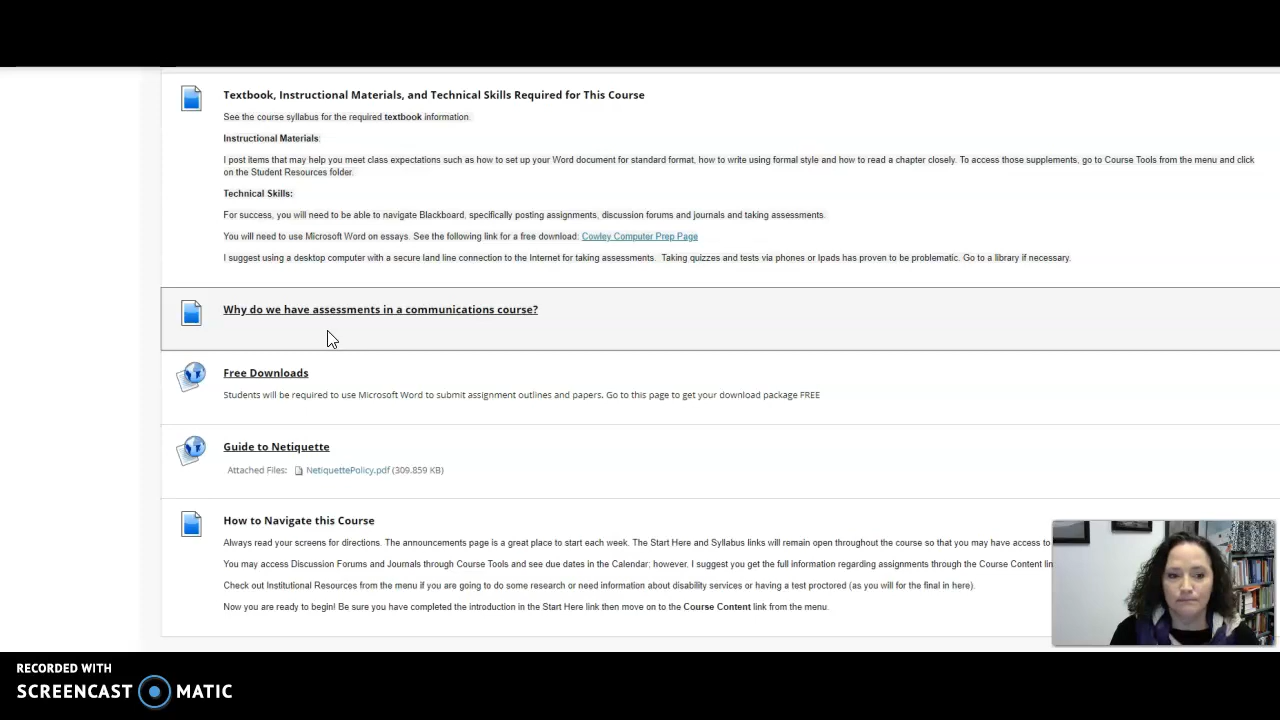 Textbook, Instructional Materials, and Technical Skills Required for This Course
See the course syllabus for the required textbook information.
Instructional Materials:
I post items that may help you meet class expectations such as how to set up your Word document for standard format, how to write using formal style and how to read a chapter closely. To access those supplements, go to Course Tools from the menu and click
on the Student Resources folder.
Technical Skills:
For success, you will need to be able to navigate Blackboard, specifically posting assignments, discussion forums and journals and taking assessments.
You will need to use Microsoft Word on essays. See the following link for a free download: Cowley Computer Prep Page
I suggest using a desktop computer with a secure land line connection to the Internet for taking assessments. Taking quizzes and tests via phones or Ipads has proven to be problematic. Go to a library if necessary.
Why do we have assessments in a communications course?
Free Downloads
Students will be required to use Microsoft Word to submit assignment outlines and papers. Go to this page to get your download package FREE
Guide to Netiquette
Attached Files: NetiquettePolicy.pdf (309.859 KB)
How to Navigate this Course
Always read your screens for directions. The announcements page is a great place to start each week. The Start Here and Syllabus links will remain open throughout the course so that you may have access to
You may access Discussion Forums and Journals through Course Tools and see due dates in the Calendar: however, I suggest you get the full information regarding assignments through the Course Content lin
Check out Institutional Resources from the menu if you are going to do some research or need information about disability services or having a test proctored (as you will for the final in here).
Now you are ready to begin! Be sure you have completed the introduction in the Start Here link then move on to the Course Content link from the menu.
RECORDED WITH
SCREENCAST MATIC